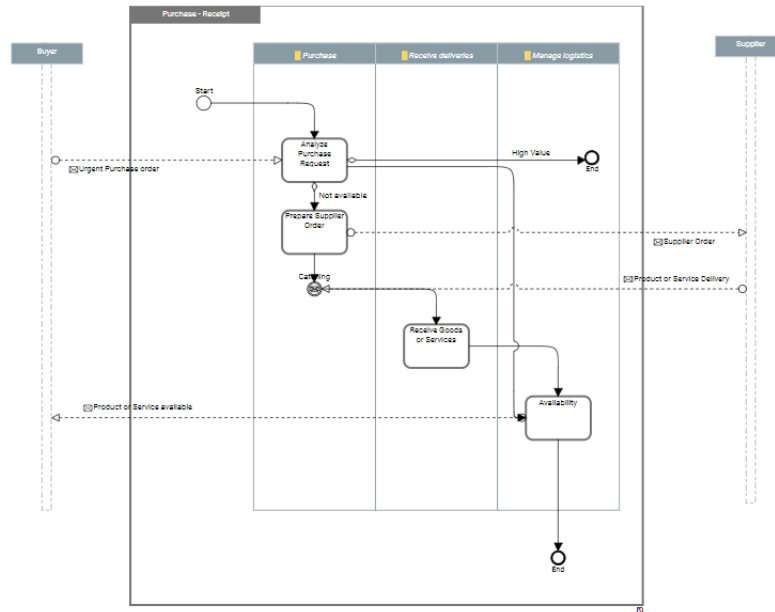 Purchase - Receipt
Buyer
Supplier
Purchase
Receive deliveries
Manage logistics
Start
Analyze
Purchase
Request
High Value
End
Urgent Purchase order
Not available
Prepare Supplier
Order
Supplier Order
Catching
Product or Service Delivery
Receive Goods
or Services
Product or Service available
Availability
End